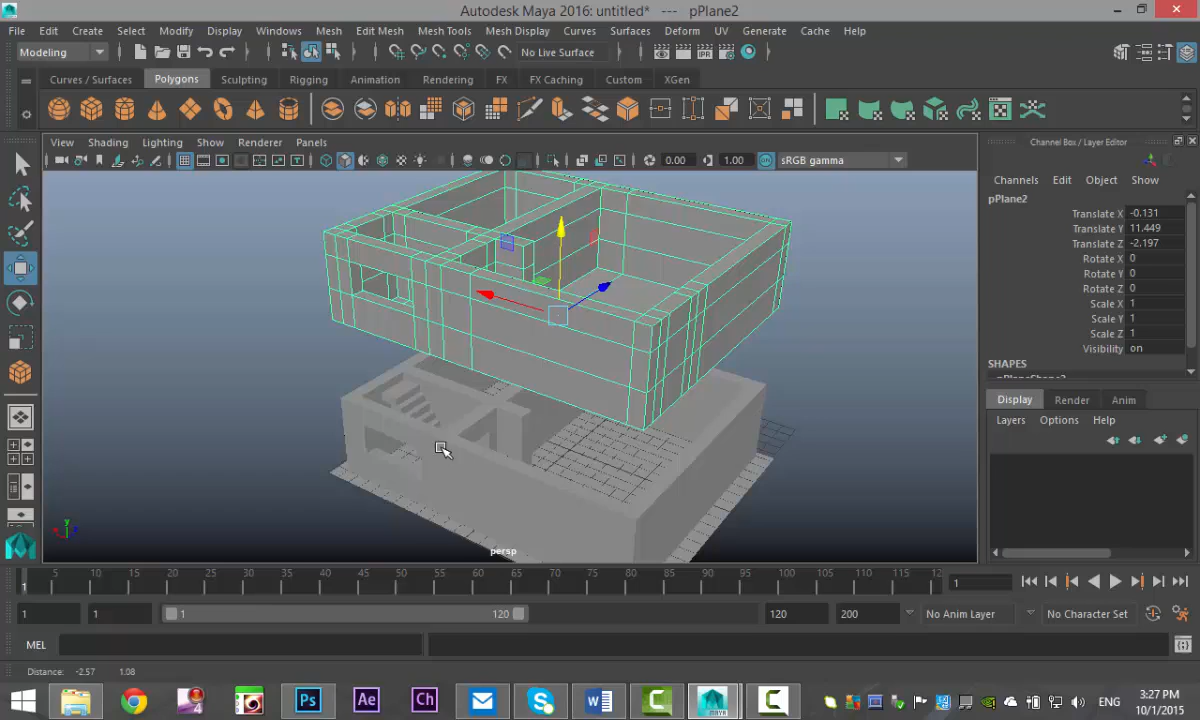 Autodesk Maya 2016: untitled* --- pPlane2
File Edit Create Select Modify Display Windows Mesh Edit Mesh Mesh Tools Mesh Display Curves Surfaces Deform UV Generate Cache Help
Modeling No Live Surface
Curves / Surfaces Polygons Sculpting Rigging Animation Rendering FX FX Caching Custom XGen
View Shading Lighting Show Renderer Panels
0.00 1.00 sRGB gamma
persp
Channel Box / Layer Editor
Channels Edit Object Show
pPlane2
Translate X -0.131
Translate Y 11.449
Translate Z -2.197
Rotate X 0
Rotate Y 0
Rotate Z 0
Scale X 1
Scale Y 1
Scale Z 1
Visibility on
SHAPES
Display Render Anim
Layers Options Help
5 10 15 20 25 30 35 40 45 50 55 60 65 70 75 80 85 90 95 100 105 110 115 12
1 1
1 1 1 120 120 200 No Anim Layer No Character Set
MEL
Distance: -2.57 1.08
ENG
3:27 PM
10/1/2015